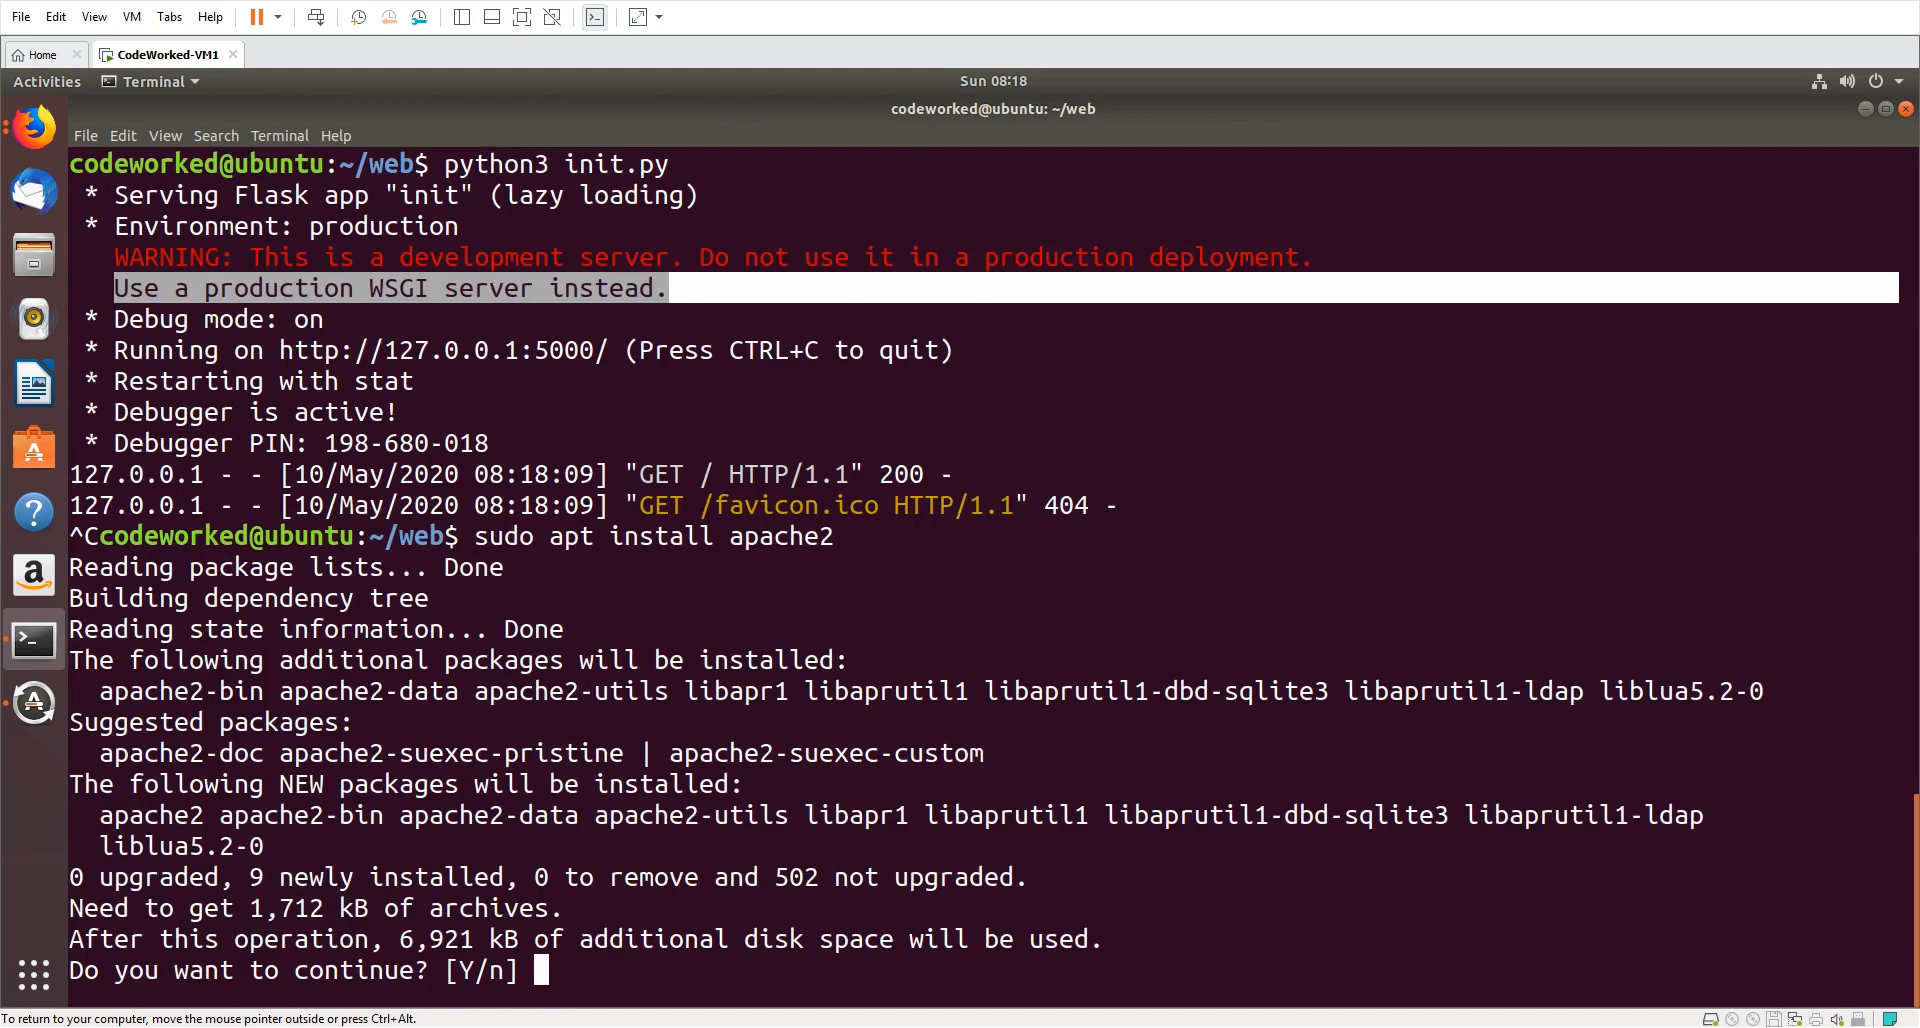 File Edit View VM Tabs Help
Home
CodeWorked-VM1
Activities Terminal Sun 08:18
codeworked@ubuntu: ~/web
File Edit View Search Terminal Help
codeworked@ubuntu:~/web$ python3 init.py
* Serving Flask app "init" (lazy loading)
* Environment: production
WARNING: This is a development server. Do not use it in a production deployment.
Use a production WSGI server instead.
* Debug mode: on
* Running on http://127.0.0.1:5000/ (Press CTRL+C to quit)
* Restarting with stat
* Debugger is active!
* Debugger PIN: 198-680-018
127.0.0.1 - - [10/May/2020 08:18:09] "GET / HTTP/1.1" 200 -
127.0.0.1 - - [10/May/2020 08:18:09] "GET /favicon.ico HTTP/1.1" 404 -
^Ccodeworked@ubuntu:~/web$ sudo apt install apache2
Reading package lists... Done
Building dependency tree
Reading state information... Done
The following additional packages will be installed:
apache2-bin apache2-data apache2-utils libapr1 libaprutil1 libaprutil1-dbd-sqlite3 libaprutil1-ldap liblua5.2-0
Suggested packages:
apache2-doc apache2-suexec-pristine | apache2-suexec-custom
The following NEW packages will be installed:
apache2 apache2-bin apache2-data apache2-utils libapr1 libaprutil1 libaprutil1-dbd-sqlite3 libaprutil1-ldap
liblua5.2-0
0 upgraded, 9 newly installed, 0 to remove and 502 not upgraded.
Need to get 1,712 kB of archives.
After this operation, 6,921 kB of additional disk space will be used.
Do you want to continue? [Y/n]
To return to your computer, move the mouse pointer outside or press Ctrl+Alt.